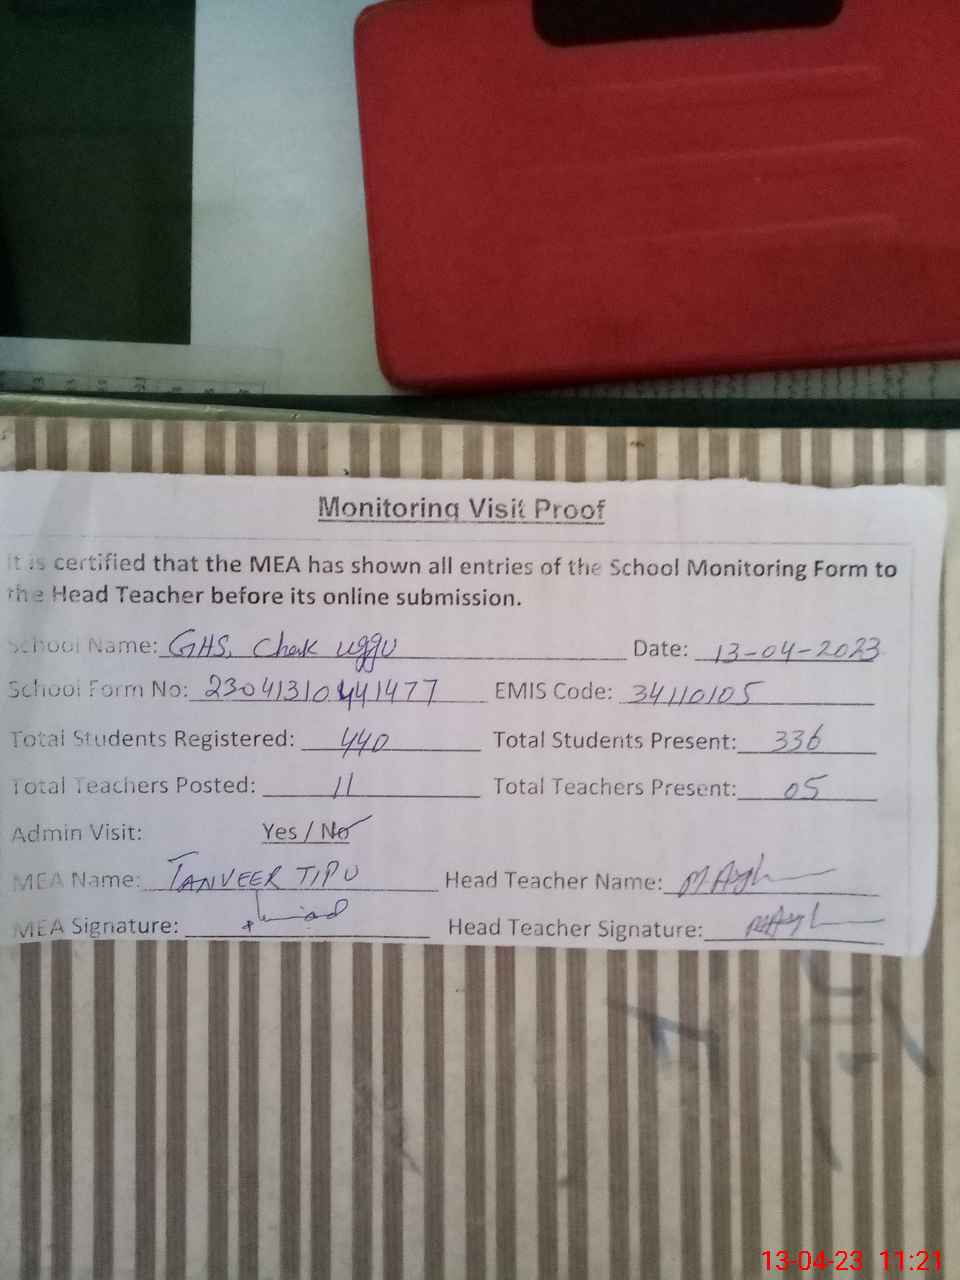 Monitoring Visit Proof
It is certified that the MEA has shown all entries of the School Monitoring Form to
the Head Teacher before its online submission.
School Name: GHS, Chak uggu Date: 13-04-2023
School Form No: 23041310441477 EMIS Code: 34110105
Total Students Registered: 440 Total Students Present: 336
Total Teachers Posted: 11 Total Teachers Present: 05
Admin Visit: Yes / No
MEA Name: TANVEER TIPU Head Teacher Name:
MEA Signature: Head Teacher Signature:
13-04-23 11:21